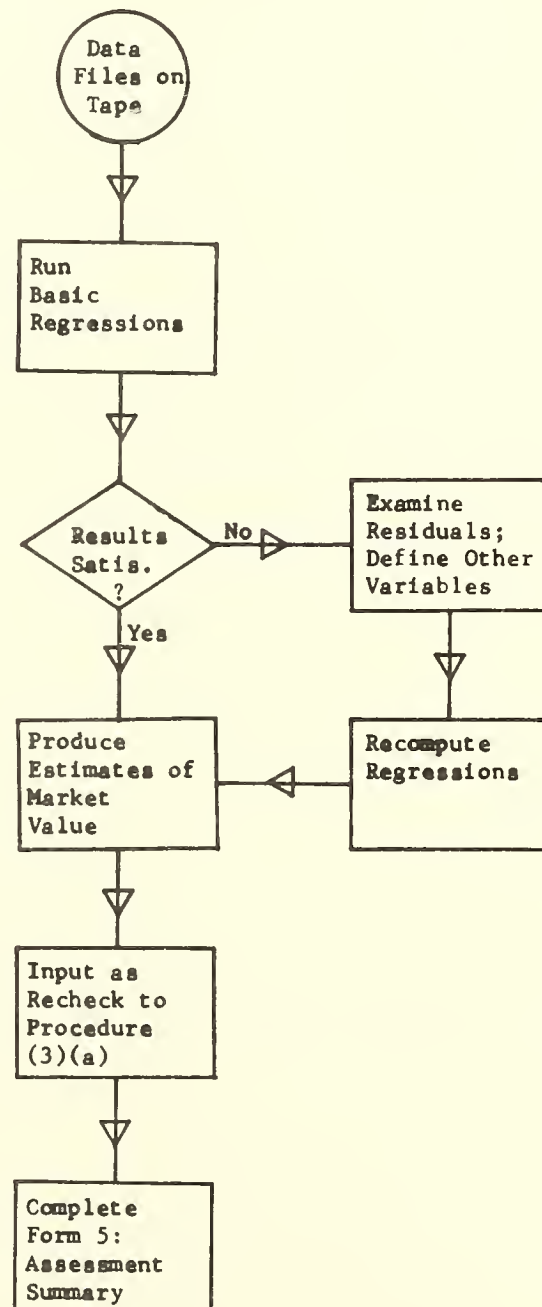 Data
Files on
Tape
Run
Basic
Regressions
Results
Satis.
?
No
Examine
Residuals;
Define Other
Variables
Yes
Produce
Estimates of
Market
Value
Recompute
Regressions
Input as
Recheck to
Procedure
(3)(a)
Complete
Form 5:
Assessment
Summary